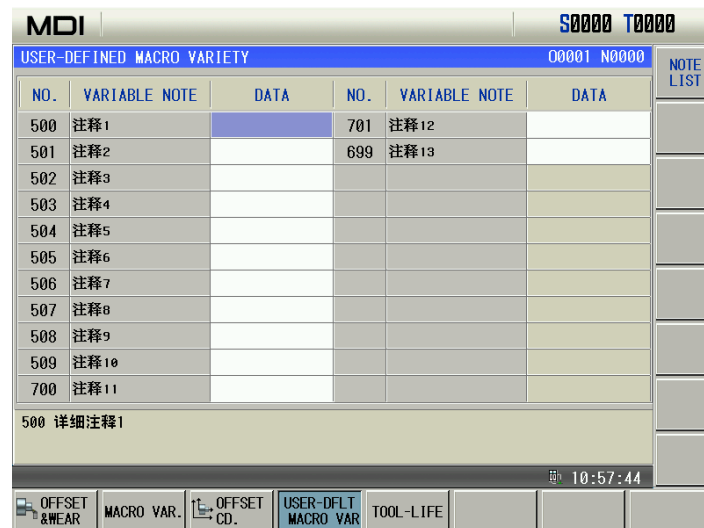 MDI S0000 T0000
USER-DEFINED MACRO VARIETY O0001 N0000
NOTE
LIST
NO. VARIABLE NOTE DATA NO. VARIABLE NOTE DATA
500 注释1 701 注释12
501 注释2 699 注释13
502 注释3
503 注释4
504 注释5
505 注释6
506 注释7
507 注释8
508 注释9
509 注释10
700 注释11
500 详细注释1
10:57:44
OFFSET
&WEAR
MACRO VAR.
OFFSET
CD.
USER-DFLT
MACRO VAR
TOOL-LIFE